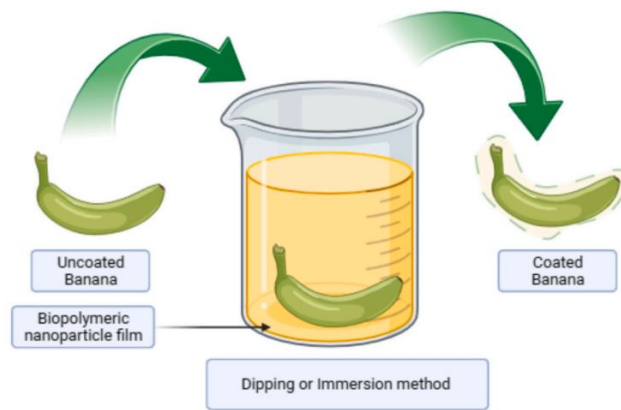 Uncoated
Banana
Coated
Banana
Biopolymeric
nanoparticle film
Dipping or Immersion method